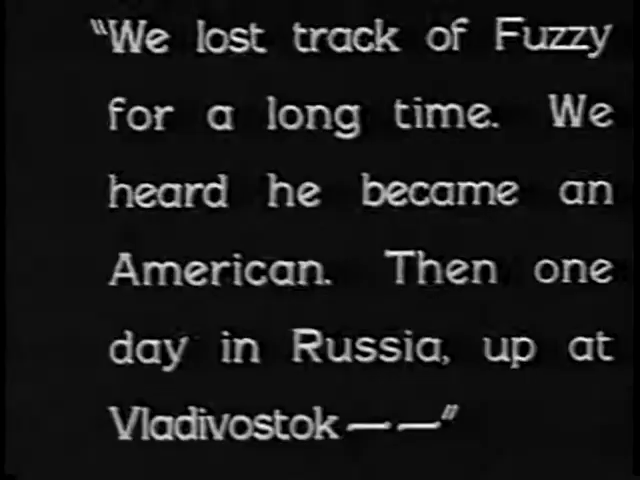 “We lost track of Fuzzy
for a long time. We
heard he became an
American. Then one
day in Russia, up at
Vladivostok — —”